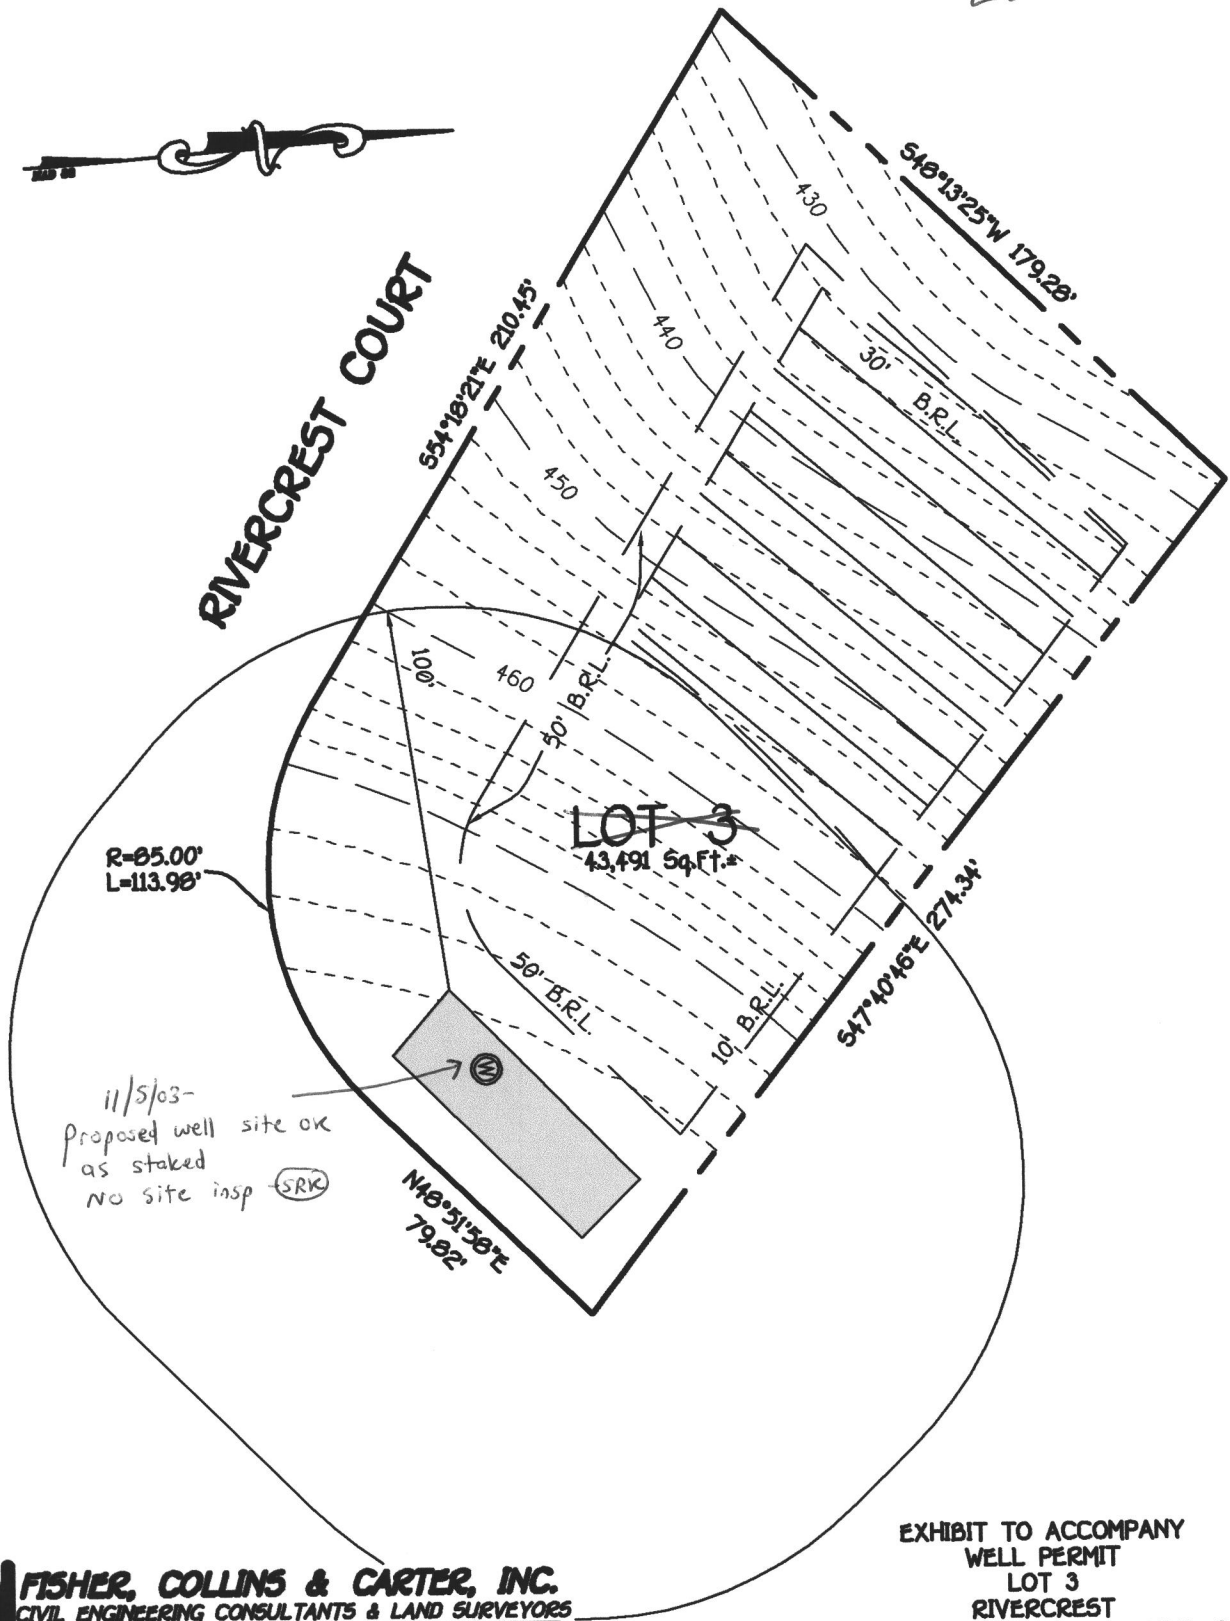 S48°13'25"W 179.28'
430
RIVERCREST COURT
S54°18'21"E 210.45'
440
30' B.R.L.
450
460
100'
50' B.R.L.
LOT 3
43,491 Sq.Ft.±
R=85.00'
L=113.98'
50' B.R.L.
10' B.R.L.
S47°40'46"E 274.34'
W
11/5/03-
Proposed well site ok
as staked
No site insp SRK
N48°51'58"E
79.82'
EXHIBIT TO ACCOMPANY
WELL PERMIT
LOT 3
RIVERCREST
FISHER, COLLINS & CARTER, INC.
CIVIL ENGINEERING CONSULTANTS & LAND SURVEYORS